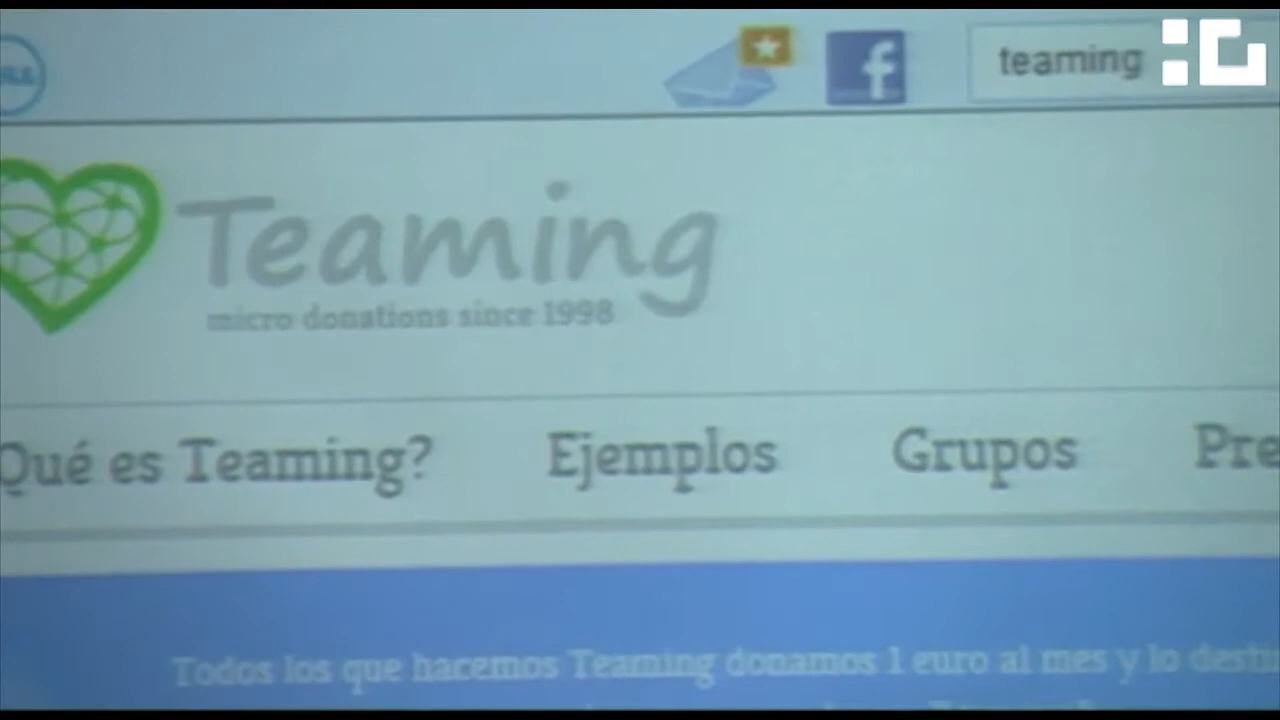 DELL
teaming
Teaming
micro donations since 1998
Qué es Teaming?
Ejemplos
Grupos
Pre
Todos los que hacemos Teaming donamos 1 euro al mes y lo desti